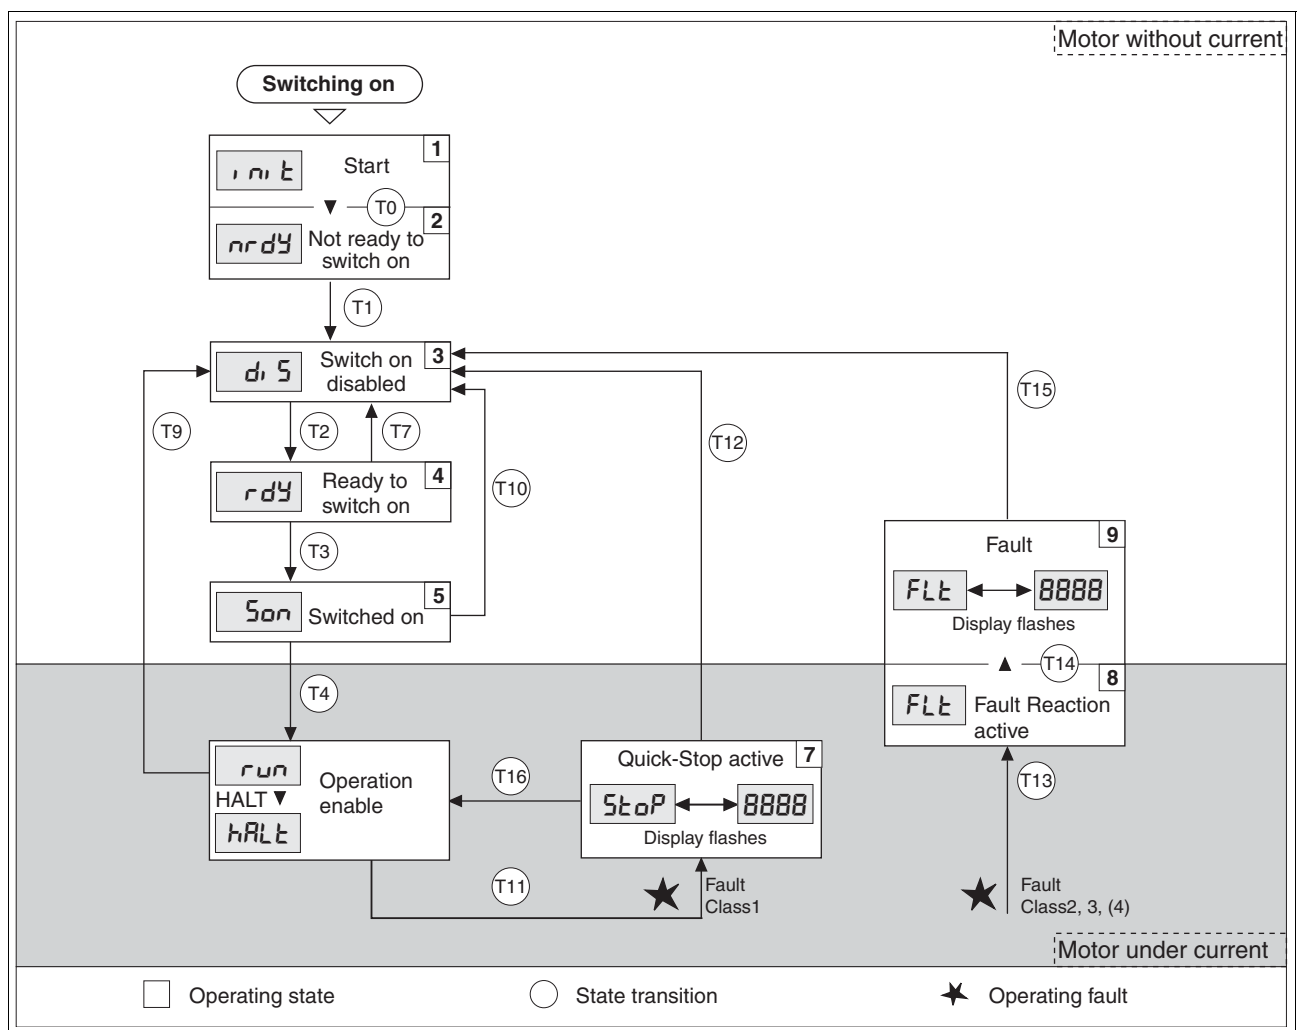 Motor without current
Switching on
1
init
Start
T0
2
nrdy
Not ready to
switch on
T1
3
diS
Switch on
disabled
T9
T2
T7
T12
T15
4
rdy
Ready to
switch on
T10
T3
5
Son
Switched on
9
Fault
FLt
8888
Display flashes
T14
8
FLt
Fault Reaction
active
T4
run
HALT
hALt
Operation
enable
T16
7
Quick-Stop active
StoP
8888
Display flashes
T13
T11
Fault
Class1
Fault
Class2, 3, (4)
Motor under current
Operating state
State transition
Operating fault